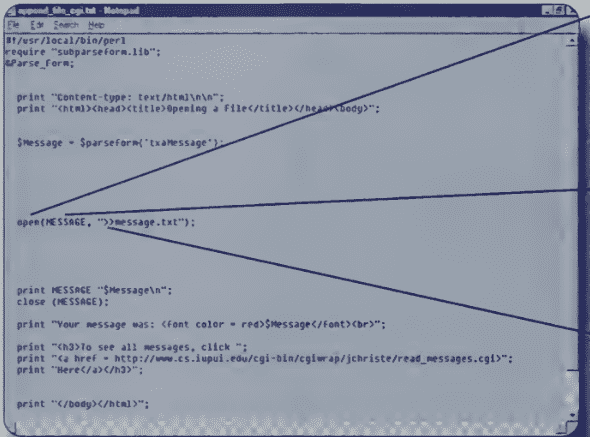 append_file_cgi.txt - Notepad
File Edit Search Help
#!/usr/local/bin/perl
require "subparseform.lib";
&Parse_Form;
print "Content-type: text/html\n\n";
print "<html><head><title>Opening a File</title></head><body>";
$Message = $parseform{'txaMessage'};
open(MESSAGE, ">>message.txt");
print MESSAGE "$Message\n";
close (MESSAGE);
print "Your message was: <font color = red>$Message</font><br>";
print "<h3>To see all messages, click ";
print "<a href = http://www.cs.iupui.edu/cgi-bin/cgiwrap/jchriste/read_messages.cgi>";
print "Here</a></h3>";
print "</body></html>";